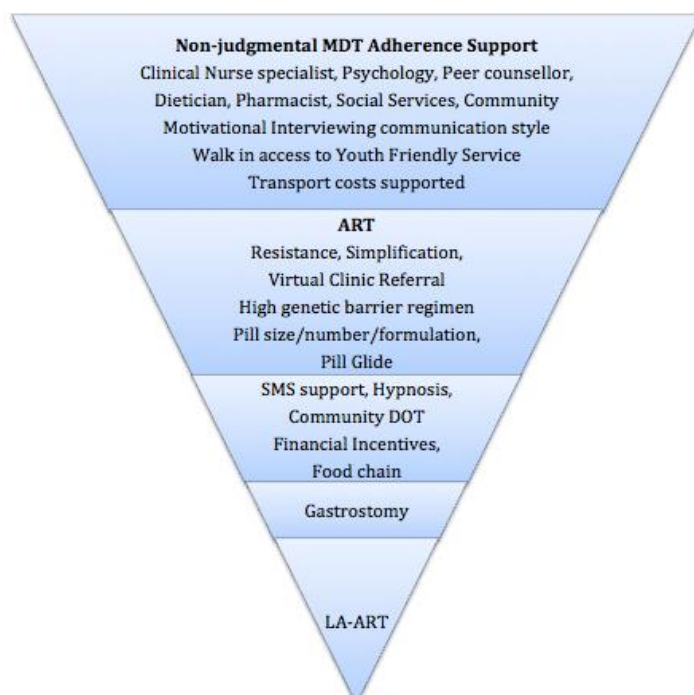 Non-judgmental MDT Adherence Support
Clinical Nurse specialist, Psychology, Peer counsellor,
Dietician, Pharmacist, Social Services, Community
Motivational Interviewing communication style
Walk in access to Youth Friendly Service
Transport costs supported
ART
Resistance, Simplification,
Virtual Clinic Referral
High genetic barrier regimen
Pill size/number/formulation,
Pill Glide
SMS support, Hypnosis,
Community DOT
Financial Incentives,
Food chain
Gastrostomy
LA-ART